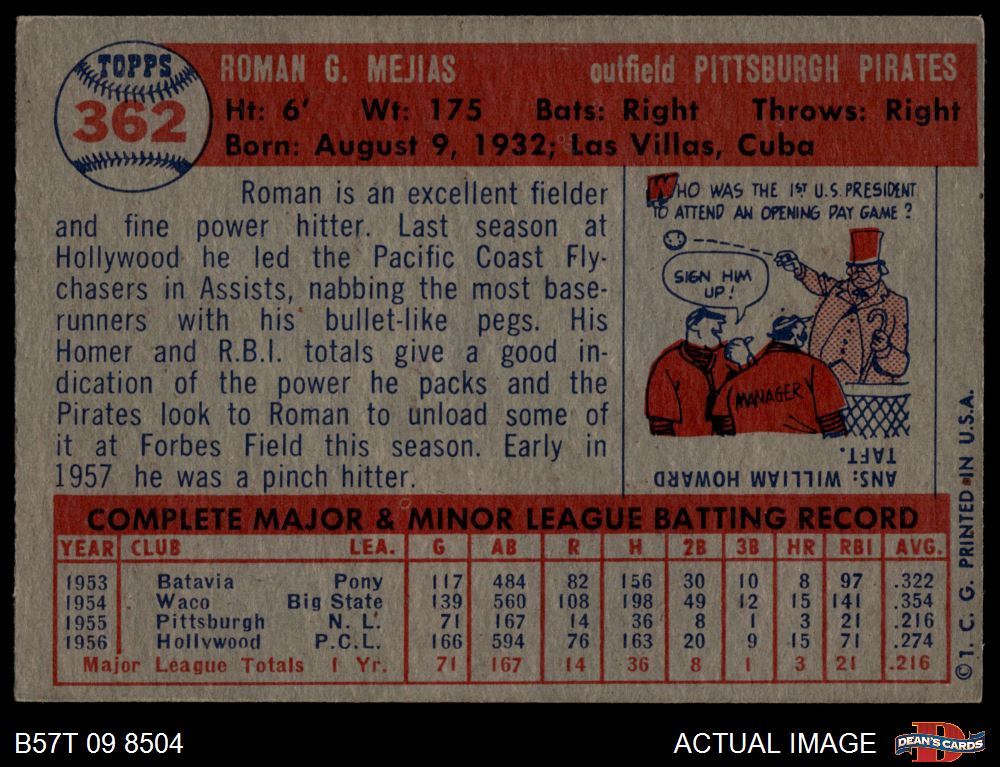 TOPPS
362
ROMAN G. MEJIAS outfield PITTSBURGH PIRATES
Ht: 6' Wt: 175 Bats: Right Throws: Right
Born: August 9, 1932; Las Villas, Cuba
Roman is an excellent fielder
and fine power hitter. Last season at
Hollywood he led the Pacific Coast Fly-
chasers in Assists, nabbing the most base-
runners with his bullet-like pegs. His
Homer and R.B.I. totals give a good in-
dication of the power he packs and the
Pirates look to Roman to unload some of
it at Forbes Field this season. Early in
1957 he was a pinch hitter.
WHO WAS THE 1ST U.S. PRESIDENT
TO ATTEND AN OPENING DAY GAME?
SIGN HIM
UP!
MANAGER
ANS: WILLIAM HOWARD
TAFT.
COMPLETE MAJOR & MINOR LEAGUE BATTING RECORD
YEAR CLUB LEA. G AB R H 2B 3B HR RBI AVG.
1953 Batavia Pony 117 484 82 156 30 10 8 97 .322
1954 Waco Big State 139 560 108 198 49 12 15 141 .354
1955 Pittsburgh N. L. 71 167 14 36 8 1 3 21 .216
1956 Hollywood P.C.L. 166 594 76 163 20 9 15 71 .274
Major League Totals 1 Yr. 71 167 14 36 8 1 3 21 .216
© T. C. G. PRINTED IN U.S.A.
B57T 09 8504
ACTUAL IMAGE
DEAN'S CARDS